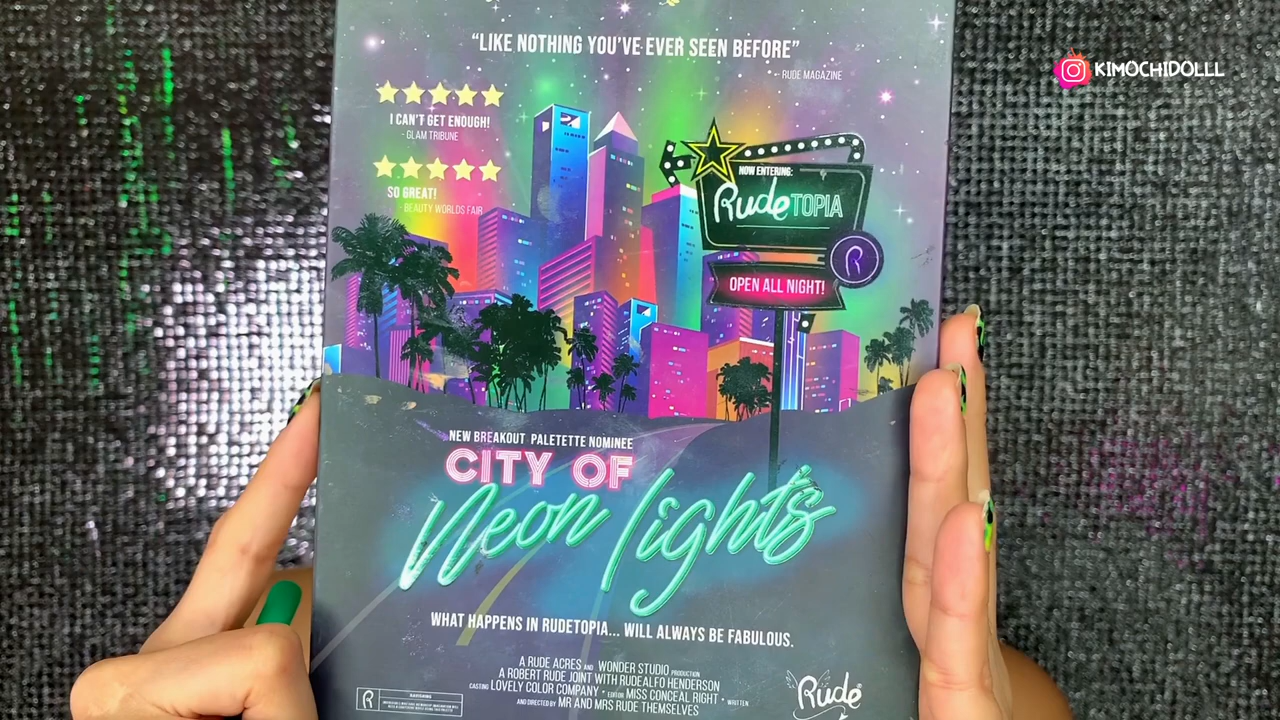 “LIKE NOTHING YOU’VE EVER SEEN BEFORE”
- RUDE MAGAZINE
KIMOCHIDOLLL
I CAN'T GET ENOUGH!
- GLAM TRIBUNE
SO GREAT!
- BEAUTY WORLDS FAIR
NOW ENTERING:
RudeTOPIA
R
OPEN ALL NIGHT!
NEW BREAKOUT PALETETTE NOMINEE
CITY OF
Neon lights
WHAT HAPPENS IN RUDETOPIA... WILL ALWAYS BE FABULOUS.
A RUDE ACRES AND WONDER STUDIO PRODUCTION
A ROBERT RUDE JOINT WITH RUDEALFO HENDERSON
CASTING LOVELY COLOR COMPANY • EDITOR MISS CONCEAL RIGHT • WRITTEN
AND DIRECTED BY MR AND MRS RUDE THEMSELVES
R
Rude